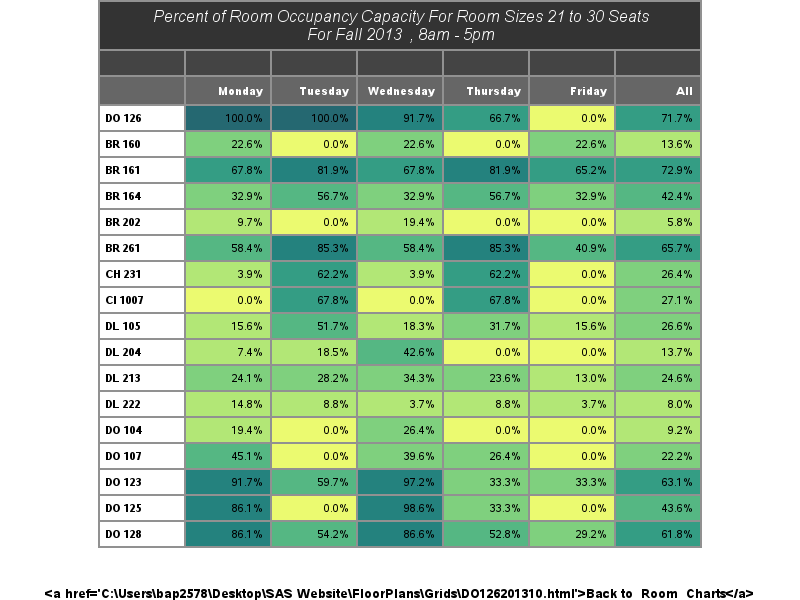 Percent of Room Occupancy Capacity For Room Sizes 21 to 30 Seats
For Fall 2013 , 8am - 5pm
Monday Tuesday Wednesday Thursday Friday All
DO 126 100.0% 100.0% 91.7% 66.7% 0.0% 71.7%
BR 160 22.6% 0.0% 22.6% 0.0% 22.6% 13.6%
BR 161 67.8% 81.9% 67.8% 81.9% 65.2% 72.9%
BR 164 32.9% 56.7% 32.9% 56.7% 32.9% 42.4%
BR 202 9.7% 0.0% 19.4% 0.0% 0.0% 5.8%
BR 261 58.4% 85.3% 58.4% 85.3% 40.9% 65.7%
CH 231 3.9% 62.2% 3.9% 62.2% 0.0% 26.4%
CI 1007 0.0% 67.8% 0.0% 67.8% 0.0% 27.1%
DL 105 15.6% 51.7% 18.3% 31.7% 15.6% 26.6%
DL 204 7.4% 18.5% 42.6% 0.0% 0.0% 13.7%
DL 213 24.1% 28.2% 34.3% 23.6% 13.0% 24.6%
DL 222 14.8% 8.8% 3.7% 8.8% 3.7% 8.0%
DO 104 19.4% 0.0% 26.4% 0.0% 0.0% 9.2%
DO 107 45.1% 0.0% 39.6% 26.4% 0.0% 22.2%
DO 123 91.7% 59.7% 97.2% 33.3% 33.3% 63.1%
DO 125 86.1% 0.0% 98.6% 33.3% 0.0% 43.6%
DO 128 86.1% 54.2% 86.6% 52.8% 29.2% 61.8%
<a href='C:\Users\bap2578\Desktop\SAS Website\FloorPlans\Grids\DO126201310.html'>Back to Room Charts</a>